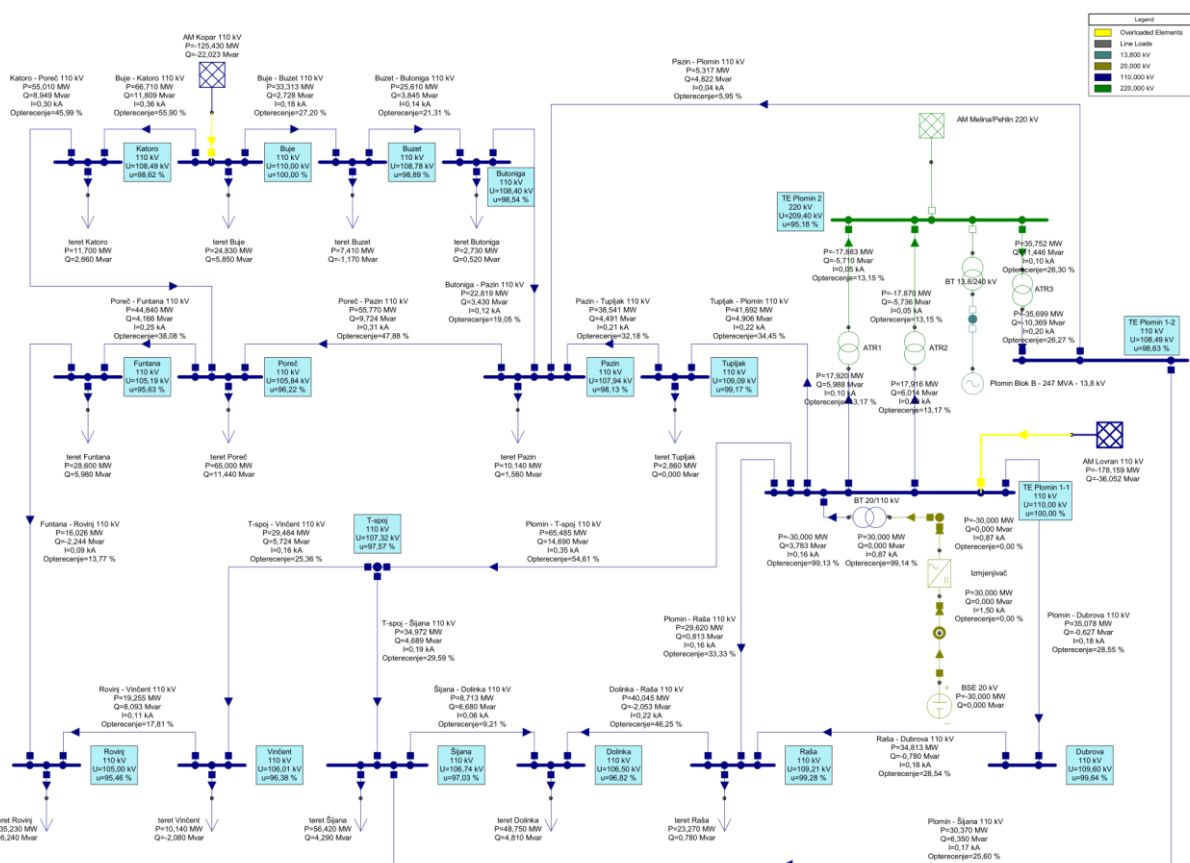 Legend
Overloaded Elements
Line Loads
13,800 kV
20,000 kV
110,000 kV
220,000 kV
AM Kopar 110 kV
P=-125,430 MW
Q=-22,023 Mvar
Katoro - Poreč 110 kV
P=55,010 MW
Q=8,949 Mvar
I=0,30 kA
Opterecenje=45,99 %
Buje - Katoro 110 kV
P=66,710 MW
Q=11,809 Mvar
I=0,36 kA
Opterecenje=55,90 %
Buje - Buzet 110 kV
P=33,313 MW
Q=2,728 Mvar
I=0,18 kA
Opterecenje=27,20 %
Buzet - Butoniga 110 kV
P=25,610 MW
Q=3,845 Mvar
I=0,14 kA
Opterecenje=21,31 %
Pazin - Plomin 110 kV
P=5,317 MW
Q=4,822 Mvar
I=0,04 kA
Opterecenje=5,95 %
AM Melina/Pehlin 220 kV
Katoro
110 kV
U=108,49 kV
u=98,62 %
Buje
110 kV
U=110,00 kV
u=100,00 %
Buzet
110 kV
U=108,78 kV
u=98,89 %
Butoniga
110 kV
U=108,40 kV
u=98,54 %
TE Plomin 2
220 kV
U=209,40 kV
u=95,18 %
teret Katoro
P=11,700 MW
Q=2,860 Mvar
teret Buje
P=24,830 MW
Q=5,850 Mvar
teret Buzet
P=7,410 MW
Q=-1,170 Mvar
teret Butoniga
P=2,730 MW
Q=0,520 Mvar
P=-17,883 MW
Q=-5,710 Mvar
I=0,05 kA
Opterecenje=13,15 %
P=-17,870 MW
Q=-5,736 Mvar
I=0,05 kA
Opterecenje=13,15 %
BT 13,8/240 kV
P=35,752 MW
Q=11,446 Mvar
I=0,10 kA
Opterecenje=26,30 %
ATR3
P=-35,699 MW
Q=-10,369 Mvar
I=0,20 kA
Opterecenje=26,27 %
TE Plomin 1-2
110 kV
U=108,49 kV
u=98,63 %
Poreč - Funtana 110 kV
P=44,840 MW
Q=4,166 Mvar
I=0,25 kA
Opterecenje=38,08 %
Poreč - Pazin 110 kV
P=55,770 MW
Q=9,724 Mvar
I=0,31 kA
Opterecenje=47,88 %
Butoniga - Pazin 110 kV
P=22,819 MW
Q=3,430 Mvar
I=0,12 kA
Opterecenje=19,05 %
Pazin - Tupljak 110 kV
P=38,541 MW
Q=4,491 Mvar
I=0,21 kA
Opterecenje=32,18 %
Tupljak - Plomin 110 kV
P=41,692 MW
Q=4,906 Mvar
I=0,22 kA
Opterecenje=34,45 %
ATR1
ATR2
P=17,920 MW
Q=5,988 Mvar
I=0,10 kA
Opterecenje=13,17 %
P=17,916 MW
Q=6,014 Mvar
Opterecenje=13,17 %
Plomin Blok B - 247 MVA - 13,8 kV
Funtana
110 kV
U=105,19 kV
u=95,63 %
Poreč
110 kV
U=105,84 kV
u=96,22 %
Pazin
110 kV
U=107,94 kV
u=98,13 %
Tupljak
110 kV
U=109,09 kV
u=99,17 %
teret Funtana
P=28,600 MW
Q=5,980 Mvar
teret Poreč
P=65,000 MW
Q=11,440 Mvar
teret Pazin
P=10,140 MW
Q=1,560 Mvar
teret Tupljak
P=2,860 MW
Q=0,000 Mvar
AM Lovran 110 kV
P=-178,159 MW
Q=-36,052 Mvar
TE Plomin 1-1
110 kV
U=110,00 kV
u=100,00 %
BT 20/110 kV
Funtana - Rovinj 110 kV
P=16,026 MW
Q=-2,244 Mvar
I=0,09 kA
Opterecenje=13,77 %
T-spoj - Vinčent 110 kV
P=29,484 MW
Q=5,724 Mvar
I=0,16 kA
Opterecenje=25,36 %
T-spoj
110 kV
U=107,32 kV
u=97,57 %
Plomin - T-spoj 110 kV
P=65,485 MW
Q=14,690 Mvar
I=0,35 kA
Opterecenje=54,61 %
P=-30,000 MW
Q=3,783 Mvar
I=0,16 kA
Opterecenje=99,13 %
P=30,000 MW
Q=0,000 Mvar
I=0,87 kA
Opterecenje=99,14 %
P=-30,000 MW
Q=0,000 Mvar
I=0,87 kA
Opterecenje=0,00 %
Izmjenjivač
P=30,000 MW
Q=0,000 Mvar
I=1,50 kA
Opterecenje=0,00 %
T-spoj - Šijana 110 kV
P=34,972 MW
Q=4,689 Mvar
I=0,19 kA
Opterecenje=29,59 %
Plomin - Raša 110 kV
P=29,620 MW
Q=0,813 Mvar
I=0,16 kA
Opterecenje=33,33 %
Plomin - Dubrova 110 kV
P=35,078 MW
Q=-0,627 Mvar
I=0,18 kA
Opterecenje=28,55 %
Rovinj - Vinčent 110 kV
P=19,255 MW
Q=8,093 Mvar
I=0,11 kA
Opterecenje=17,81 %
Šijana - Dolinka 110 kV
P=8,713 MW
Q=6,680 Mvar
I=0,06 kA
Opterecenje=9,21 %
Dolinka - Raša 110 kV
P=40,045 MW
Q=-2,053 Mvar
I=0,22 kA
Opterecenje=46,25 %
BSE 20 kV
P=-30,000 MW
Q=0,000 Mvar
Raša - Dubrova 110 kV
P=34,813 MW
Q=-0,780 Mvar
I=0,18 kA
Opterecenje=28,54 %
Rovinj
110 kV
U=105,00 kV
u=95,46 %
Vinčent
110 kV
U=106,01 kV
u=96,38 %
Šijana
110 kV
U=106,74 kV
u=97,03 %
Dolinka
110 kV
U=106,50 kV
u=96,82 %
Raša
110 kV
U=109,21 kV
u=99,28 %
Dubrova
110 kV
U=109,60 kV
u=99,64 %
Rovinj
35,230 MW
6,240 Mvar
teret Vinčent
P=10,140 MW
Q=-2,080 Mvar
teret Šijana
P=56,420 MW
Q=4,290 Mvar
teret Dolinka
P=48,750 MW
Q=4,810 Mvar
teret Raša
P=23,270 MW
Q=0,780 Mvar
Plomin - Šijana 110 kV
P=30,370 MW
Q=6,350 Mvar
I=0,17 kA
Opterecenje=25,60 %